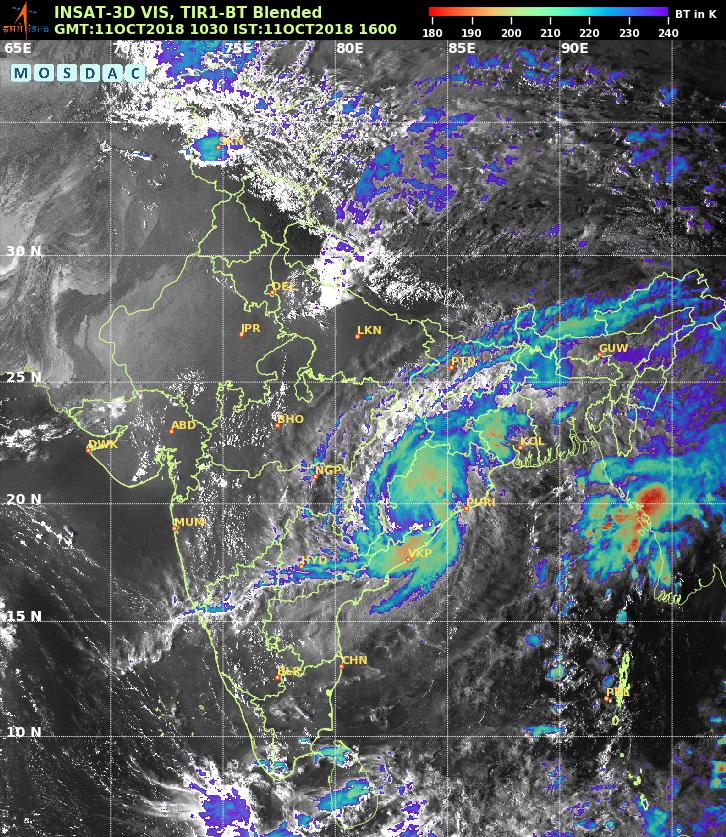 INSAT-3D VIS, TIR1-BT Blended
GMT:11OCT2018 1030 IST:11OCT2018 1600
BT in K
180 190 200 210 220 230 240
65E 70E 75E 80E 85E 90E
MOSDAC
30 N
DEL
JPR
LKN
GUW
PTN
25 N
BHO
ABD
KOL
DWK
NGP
20 N
PURI
MUM
VKP
HYD
15 N
CHN
BLR
10 N